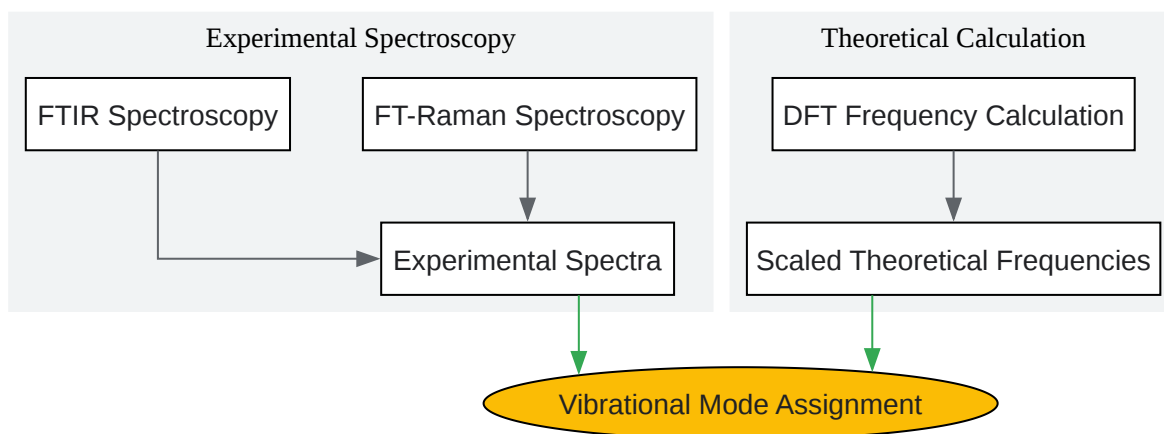 Experimental Spectroscopy
Theoretical Calculation
FTIR Spectroscopy
FT-Raman Spectroscopy
DFT Frequency Calculation
Experimental Spectra
Scaled Theoretical Frequencies
Vibrational Mode Assignment